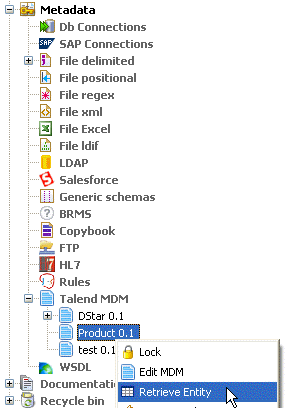 Metadata
Db Connections
SAP Connections
File delimited
File positional
File regex
File xml
File Excel
File ldif
LDAP
Salesforce
Generic schemas
BRMS
Copybook
FTP
HL7
Rules
Talend MDM
DStar 0.1
Product 0.1
test 0.1
Lock
Edit MDM
WSDL
Documentati
Retrieve Entity
Recycle bin